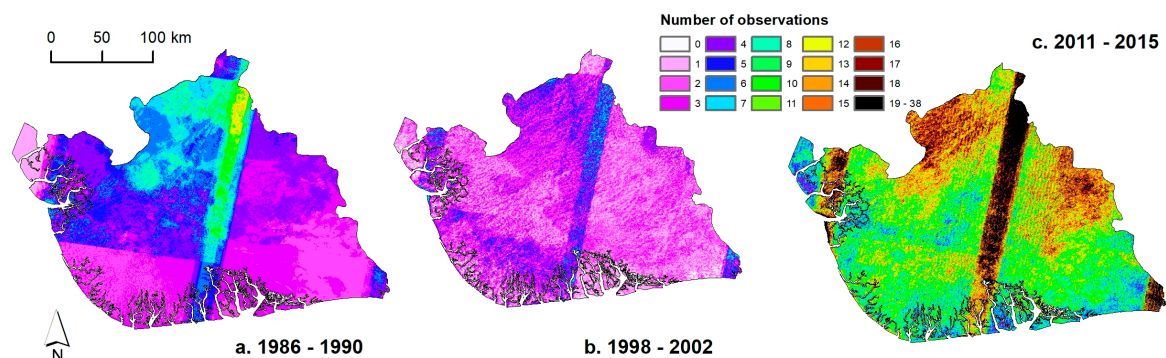 0 50 100 km
Number of observations
0 4 8 12 16
1 5 9 13 17
2 6 10 14 18
3 7 11 15 19 - 38
c. 2011 - 2015
N
a. 1986 - 1990
b. 1998 - 2002